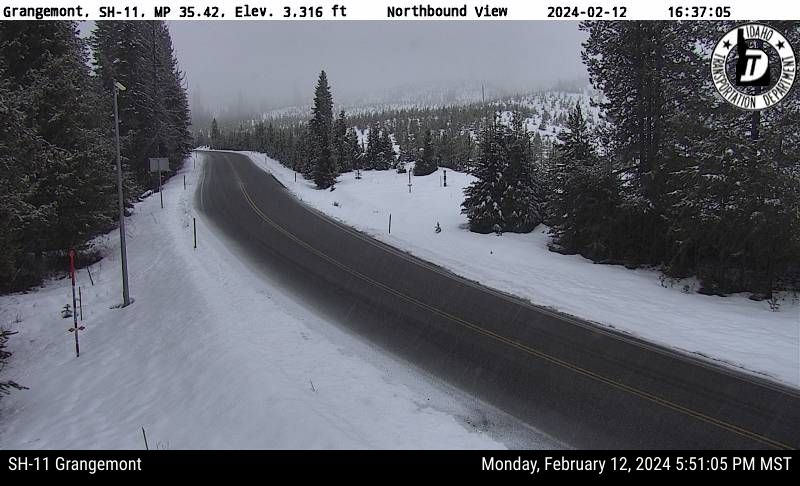 Grangemont, SH-11, MP 35.42, Elev. 3,316 ft Northbound View 2024-02-12 16:37:05
IDAHO
TRANSPORTATION DEPARTMENT
SH-11 Grangemont Monday, February 12, 2024 5:51:05 PM MST